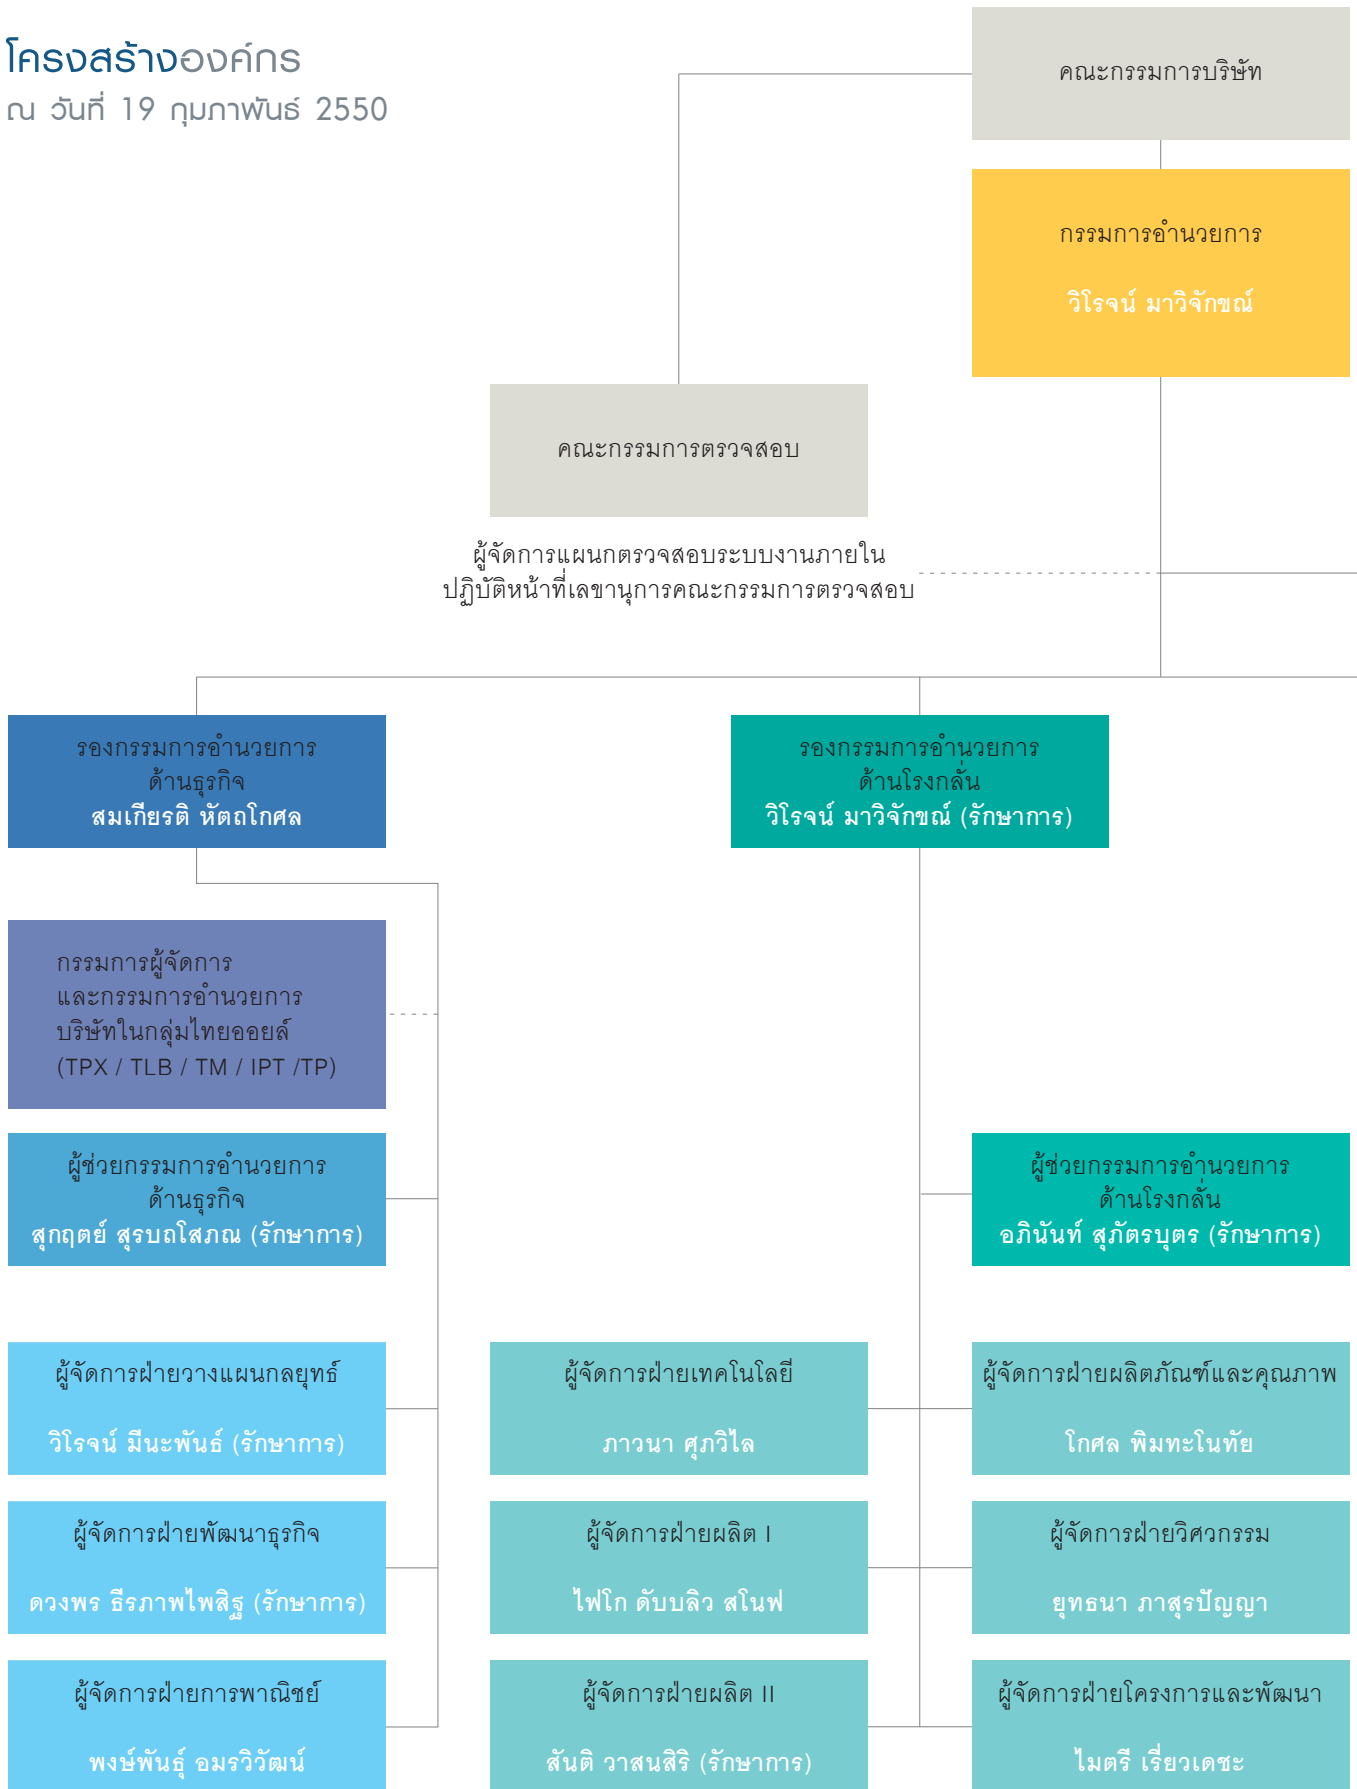 โครงสร้างองค์กร
ณ วันที่ 19 กุมภาพันธ์ 2550
คณะกรรมการบริษัท
กรรมการอำนวยการ
วิโรจน์ มาวิจักขณ์
คณะกรรมการตรวจสอบ
ผู้จัดการแผนกตรวจสอบระบบงานภายใน
ปฏิบัติหน้าที่เลขานุการคณะกรรมการตรวจสอบ
รองกรรมการอำนวยการ
ด้านธุรกิจ
สมเกียรติ หัตถโกศล
รองกรรมการอำนวยการ
ด้านโรงกลั่น
วิโรจน์ มาวิจักขณ์ (รักษาการ)
กรรมการผู้จัดการ
และกรรมการอำนวยการ
บริษัทในกลุ่มไทยออยล์
(TPX / TLB / TM / IPT /TP)
ผู้ช่วยกรรมการอำนวยการ
ด้านธุรกิจ
สุกฤตย์ สุรบถโสภณ (รักษาการ)
ผู้ช่วยกรรมการอำนวยการ
ด้านโรงกลั่น
อภินันท์ สุภัตรบุตร (รักษาการ)
ผู้จัดการฝ่ายวางแผนกลยุทธ์
วิโรจน์ มีนะพันธ์ (รักษาการ)
ผู้จัดการฝ่ายเทคโนโลยี่
ภาวนา ศุภวิไล
ผู้จัดการฝ่ายผลิตภัณฑ์และคุณภาพ
โกศล พิมทะโนทัย
ผู้จัดการฝ่ายพัฒนาธุรกิจ
ดวงพร ธีรภาพไพสิฐ (รักษาการ)
ผู้จัดการฝ่ายผลิต I
ไฟโก ดับบลิว สโนฟ
ผู้จัดการฝ่ายวิศวกรรม
ยุทธนา ภาสุรปัญญา
ผู้จัดการฝ่ายการพาณิชย์
พงษ์พันธุ์ อมรวิวัฒน์
ผู้จัดการฝ่ายผลิต II
สันติ วาสนสิริ (รักษาการ)
ผู้จัดการฝ่ายโครงการและพัฒนา
ไมตรี เรี่ยวเดชะ